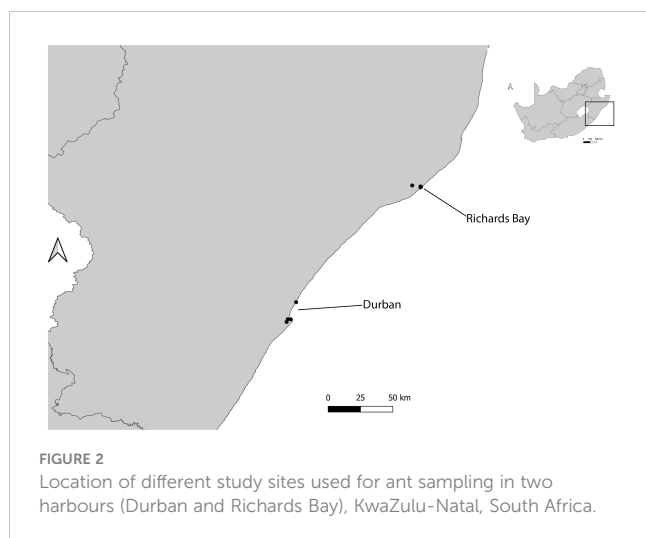 A
Richards Bay
Durban
0 25 50 km
FIGURE 2
Location of different study sites used for ant sampling in two
harbours (Durban and Richards Bay), KwaZulu-Natal, South Africa.